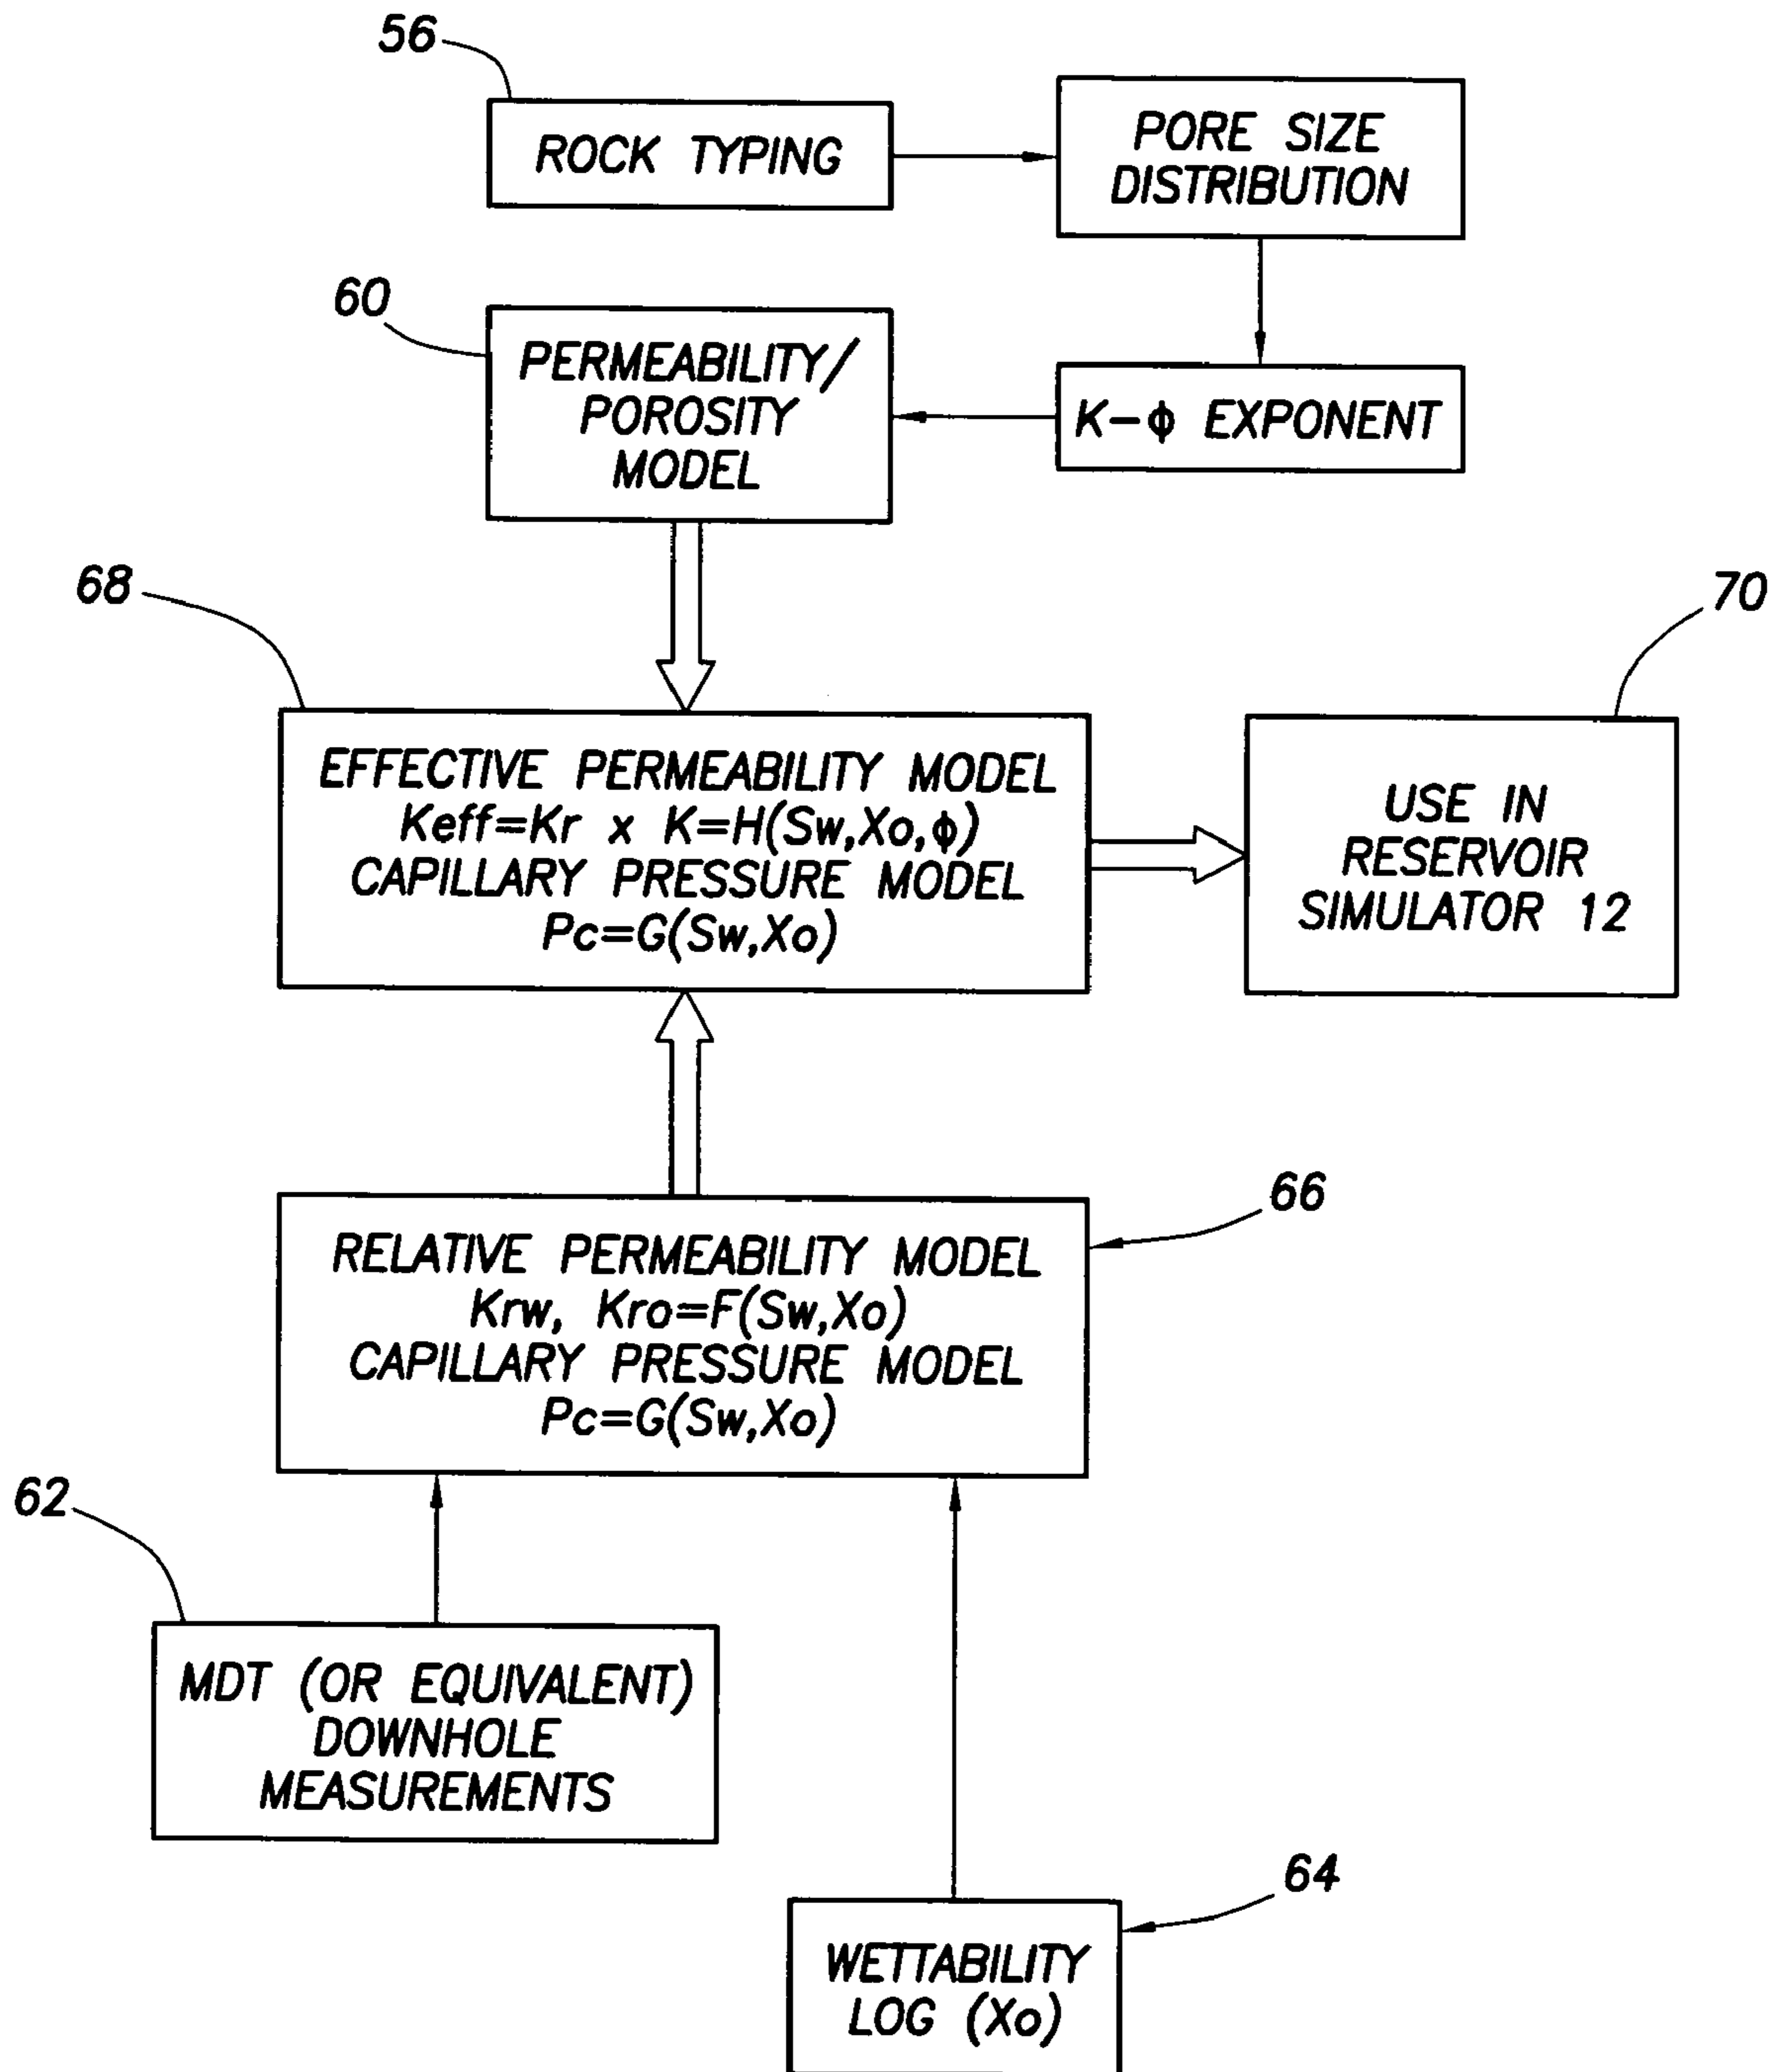 56
ROCK TYPING
PORE SIZE
DISTRIBUTION
60
PERMEABILITY/
POROSITY
MODEL
K-ϕ EXPONENT
68
70
EFFECTIVE PERMEABILITY MODEL
Keff=Kr x K=H(Sw,Xo,ϕ)
CAPILLARY PRESSURE MODEL
Pc=G(Sw,Xo)
USE IN
RESERVOIR
SIMULATOR 12
66
RELATIVE PERMEABILITY MODEL
Krw, Kro=F(Sw,Xo)
CAPILLARY PRESSURE MODEL
Pc=G(Sw,Xo)
62
MDT (OR EQUIVALENT)
DOWNHOLE
MEASUREMENTS
64
WETTABILITY
LOG (Xo)